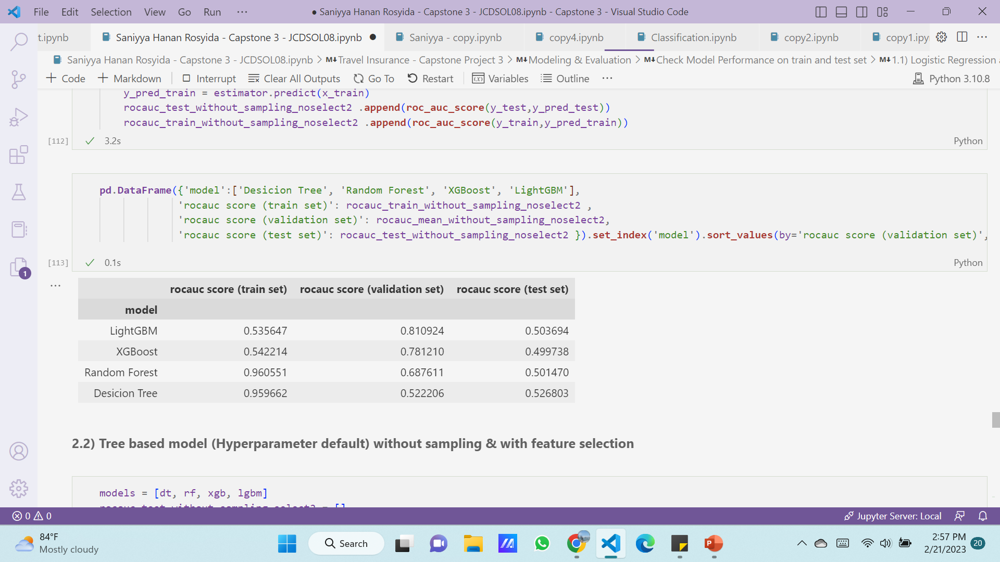 File Edit Selection View Go Run ··· ● Saniyya Hanan Rosyida - Capstone 3 - JCDSOL08.ipynb - Capstone 3 - Visual Studio Code
t.ipynb Saniyya Hanan Rosyida - Capstone 3 - JCDSOL08.ipynb ● Saniyya - copy.ipynb copy4.ipynb Classification.ipynb copy2.ipynb copy1.ipy
Saniyya Hanan Rosyida - Capstone 3 - JCDSOL08.ipynb > M↓Travel Insurance - Capstone Project 3 > M↓Modeling & Evaluation > M↓Check Model Performance on train and test set > M↓1.1) Logistic Regression
+ Code + Markdown Interrupt Clear All Outputs Go To Restart Variables Outline ··· Python 3.10.8
y_pred_train = estimator.predict(x_train)
rocauc_test_without_sampling_noselect2 .append(roc_auc_score(y_test,y_pred_test))
rocauc_train_without_sampling_noselect2 .append(roc_auc_score(y_train,y_pred_train))
[112] ✓ 3.2s Python
pd.DataFrame({'model':['Desicion Tree', 'Random Forest', 'XGBoost', 'LightGBM'],
'rocauc score (train set)': rocauc_train_without_sampling_noselect2 ,
'rocauc score (validation set)': rocauc_mean_without_sampling_noselect2,
'rocauc score (test set)': rocauc_test_without_sampling_noselect2 }).set_index('model').sort_values(by='rocauc score (validation set)',
[113] ✓ 0.1s Python
··· rocauc score (train set) rocauc score (validation set) rocauc score (test set)
model
LightGBM 0.535647 0.810924 0.503694
XGBoost 0.542214 0.781210 0.499738
Random Forest 0.960551 0.687611 0.501470
Desicion Tree 0.959662 0.522206 0.526803
2.2) Tree based model (Hyperparameter default) without sampling & with feature selection
models = [dt, rf, xgb, lgbm]
rocauc_test_without_sampling_select2 = []
1
0 0 Jupyter Server: Local
84°F
Mostly cloudy
Search
2:57 PM
2/21/2023 20